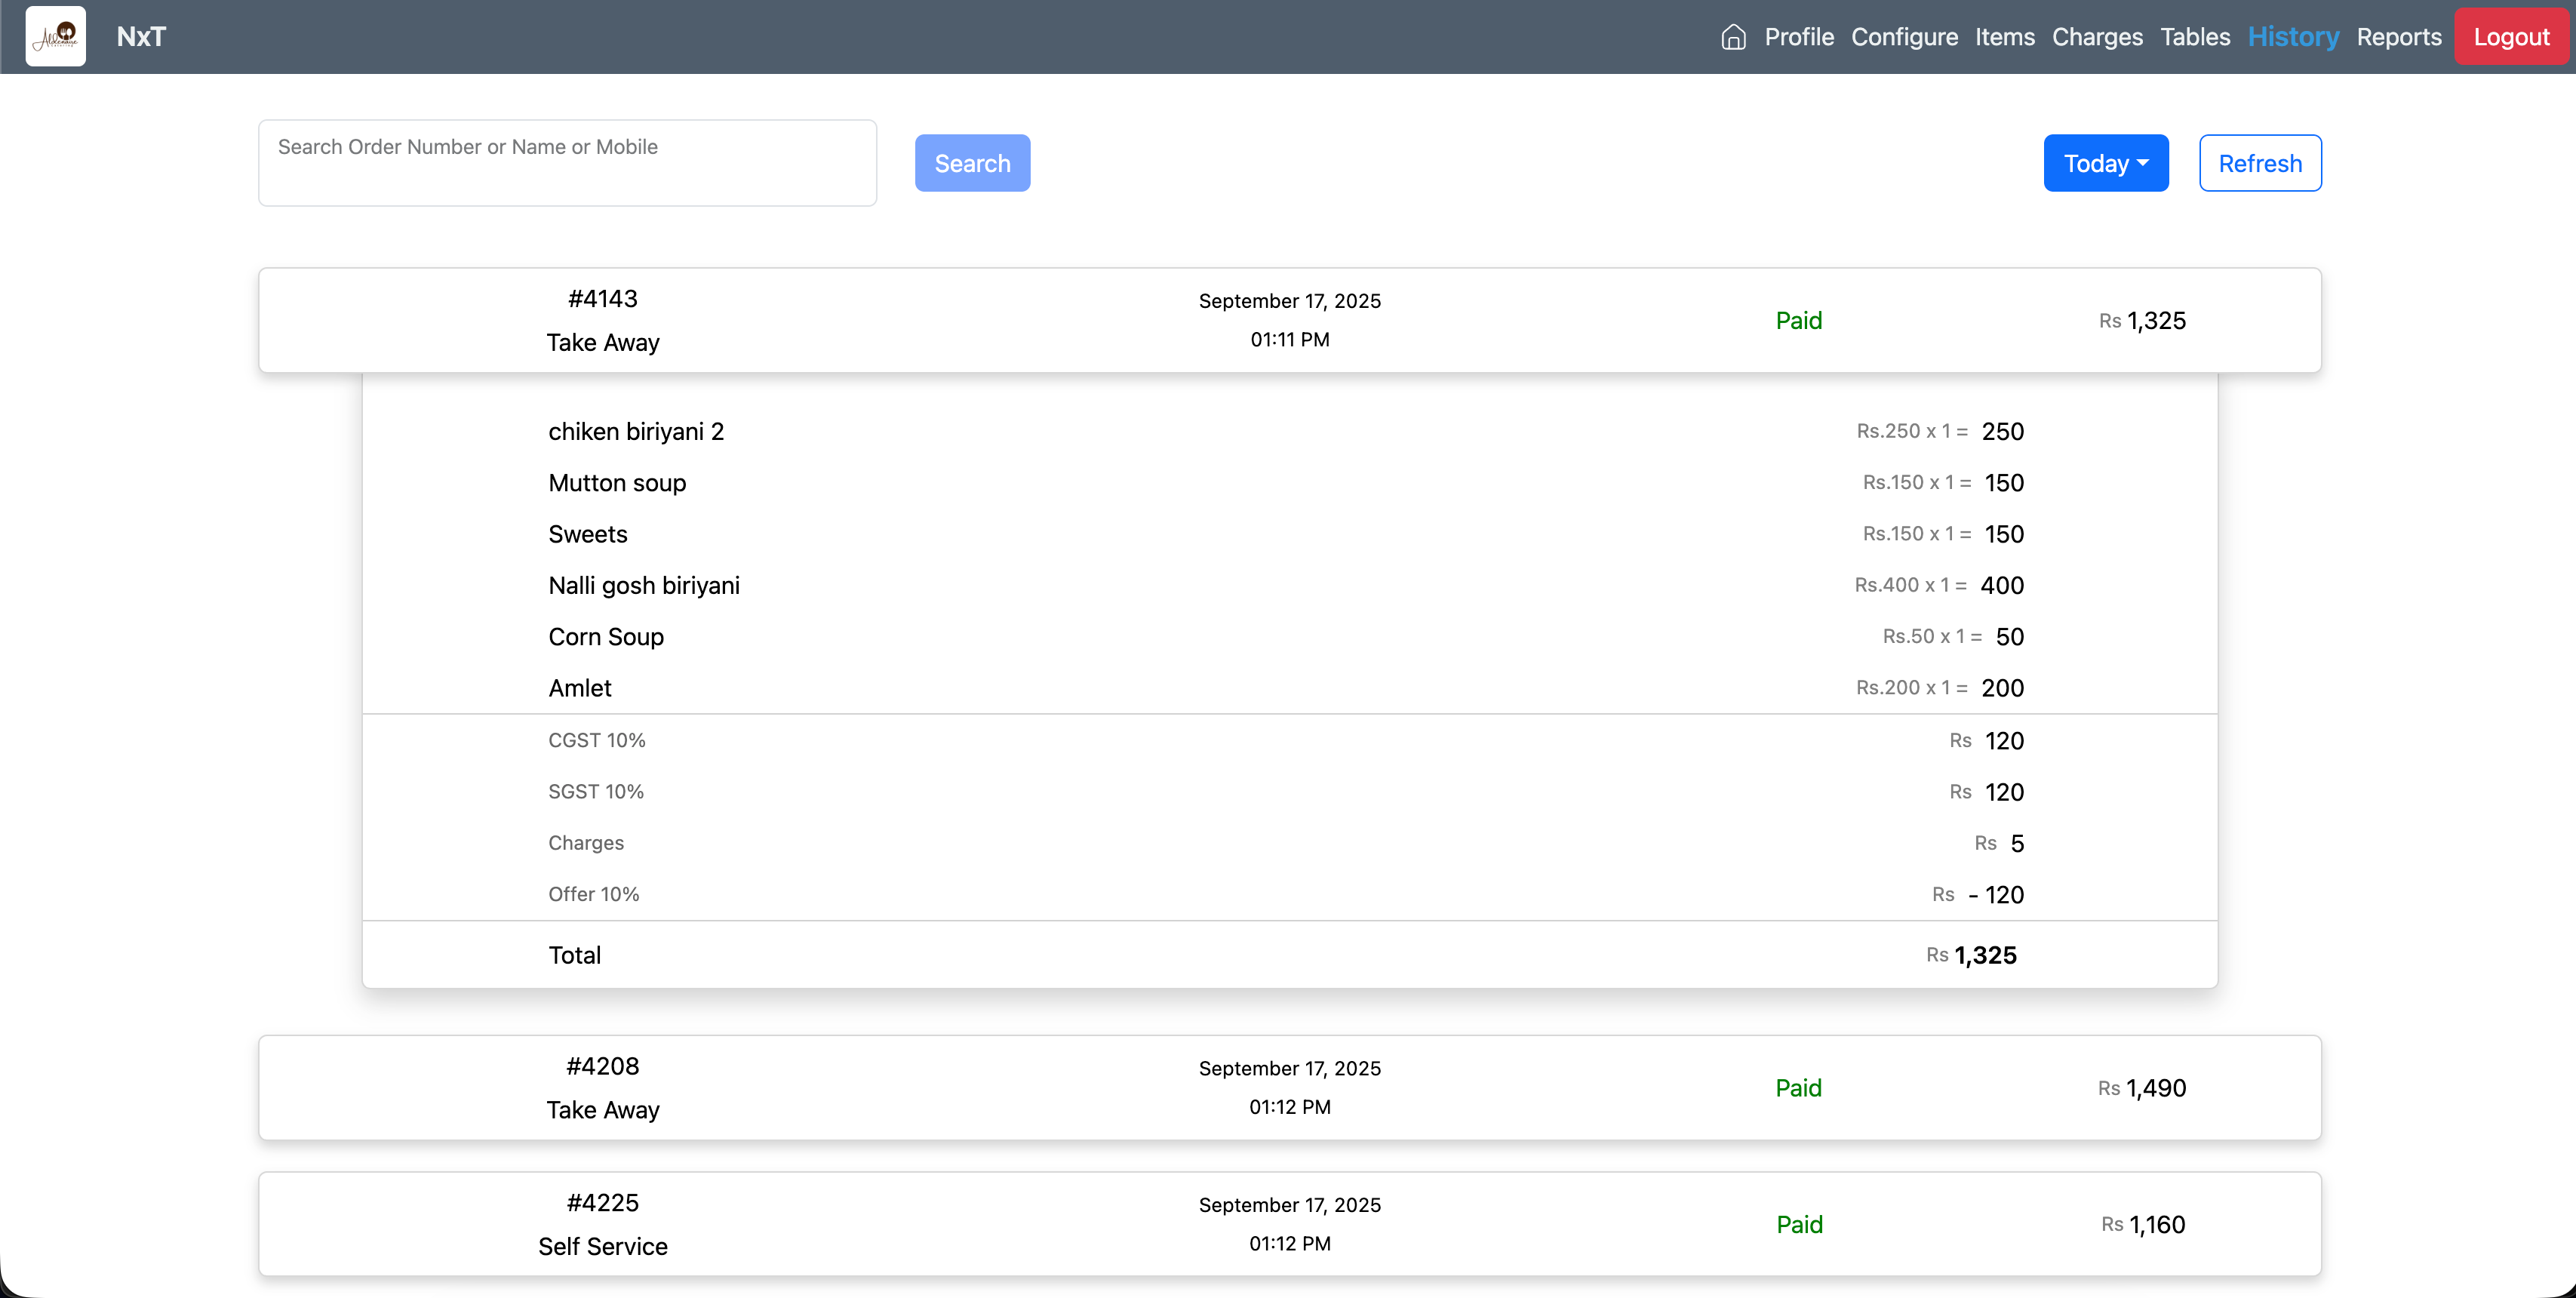 NxT
Profile Configure Items Charges Tables History Reports Logout
Search Order Number or Name or Mobile
Search
Today
Refresh
#4143
Take Away
September 17, 2025
01:11 PM
Paid
Rs 1,325
chiken biriyani 2 Rs.250 x 1 = 250
Mutton soup Rs.150 x 1 = 150
Sweets Rs.150 x 1 = 150
Nalli gosh biriyani Rs.400 x 1 = 400
Corn Soup Rs.50 x 1 = 50
Amlet Rs.200 x 1 = 200
CGST 10% Rs 120
SGST 10% Rs 120
Charges Rs 5
Offer 10% Rs - 120
Total Rs 1,325
#4208
Take Away
September 17, 2025
01:12 PM
Paid
Rs 1,490
#4225
Self Service
September 17, 2025
01:12 PM
Paid
Rs 1,160